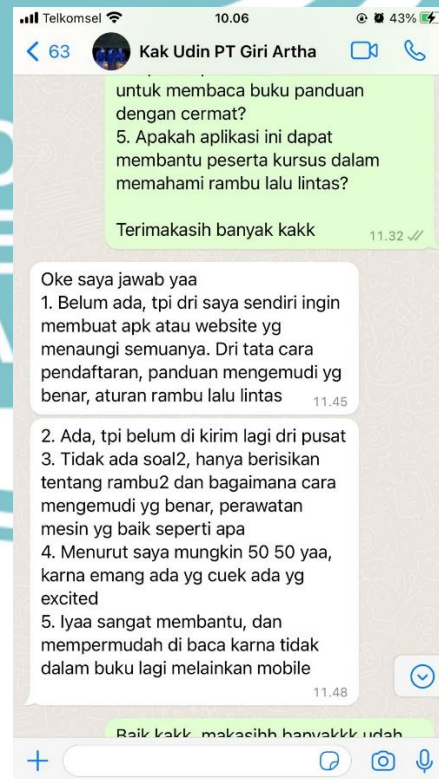 Telkomsel
10.06
43%
63
Kak Udin PT Giri Artha
untuk membaca buku panduan
dengan cermat?
5. Apakah aplikasi ini dapat
membantu peserta kursus dalam
memahami rambu lalu lintas?
Terimakasih banyak kakk
11.32
Oke saya jawab yaa
1. Belum ada, tpi dri saya sendiri ingin
membuat apk atau website yg
menaungi semuanya. Dri tata cara
pendaftaran, panduan mengemudi yg
benar, aturan rambu lalu lintas
11.45
2. Ada, tpi belum di kirim lagi dri pusat
3. Tidak ada soal2, hanya berisikan
tentang rambu2 dan bagaimana cara
mengemudi yg benar, perawatan
mesin yg baik seperti apa
4. Menurut saya mungkin 50 50 yaa,
karna emang ada yg cuek ada yg
excited
5. Iyaa sangat membantu, dan
mempermudah di baca karna tidak
dalam buku lagi melainkan mobile
11.48
Baik kakk, makasihh banyakkk udah